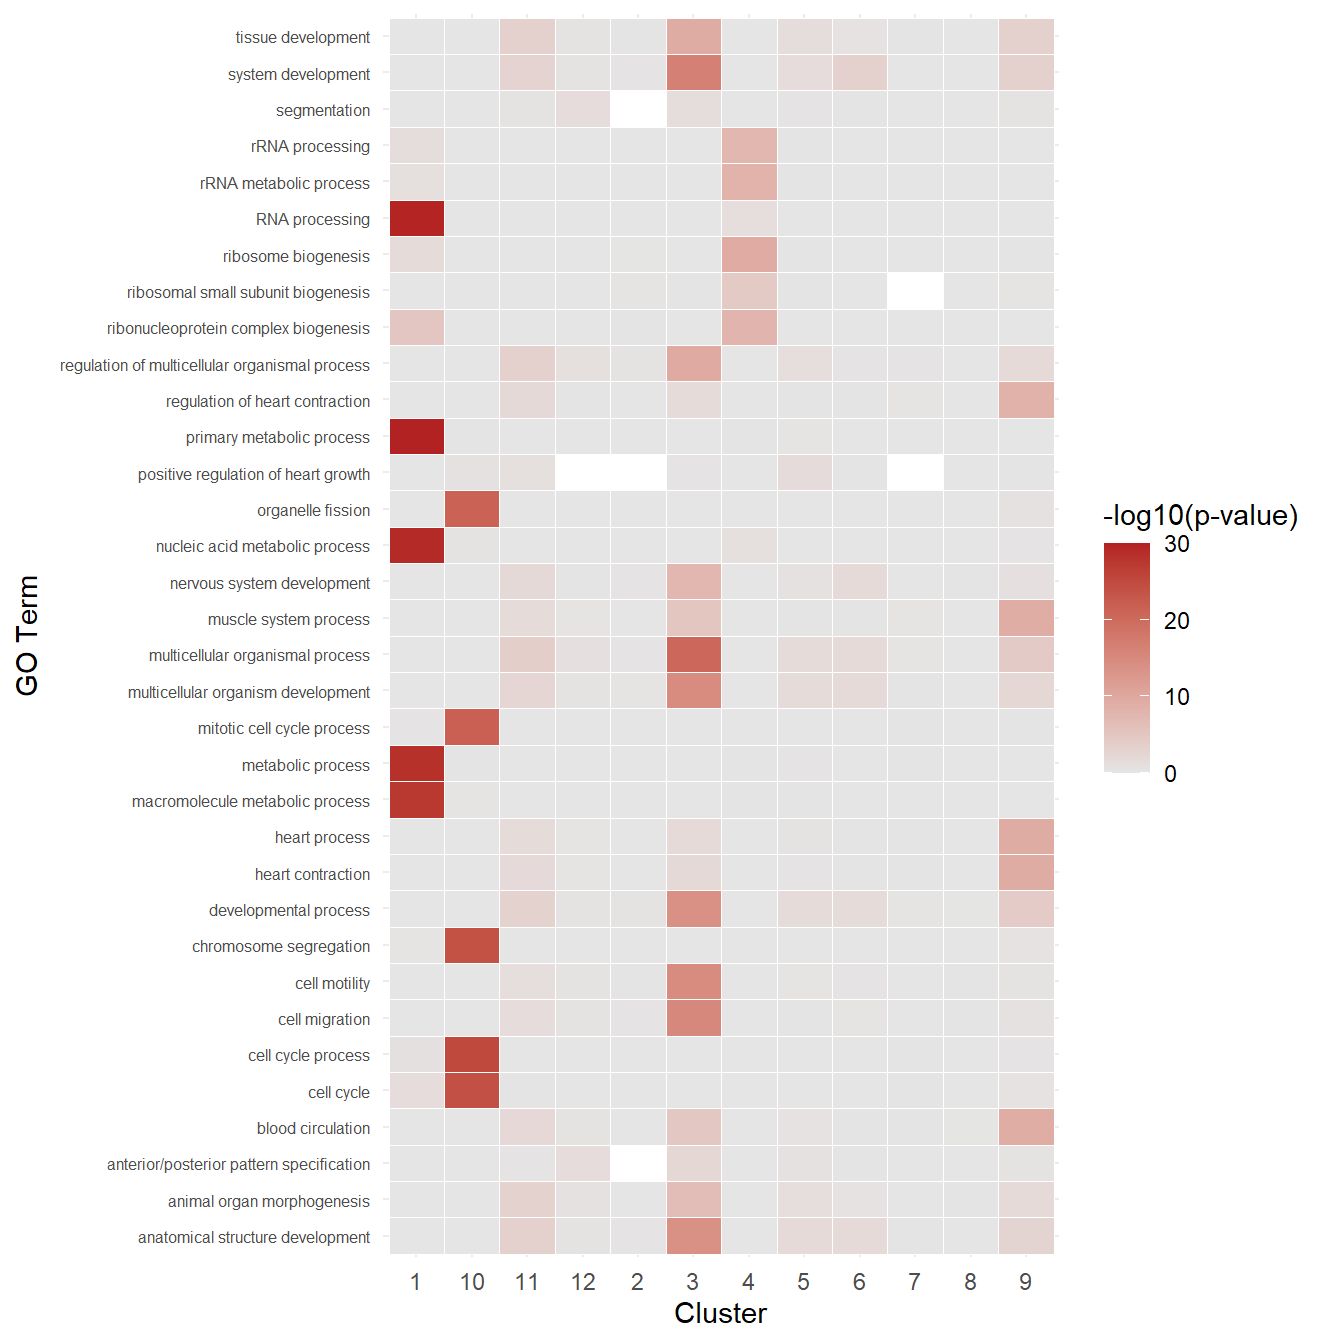 tissue development
system development
segmentation
rRNA processing
rRNA metabolic process
RNA processing
ribosome biogenesis
ribosomal small subunit biogenesis
ribonucleoprotein complex biogenesis
regulation of multicellular organismal process
regulation of heart contraction
primary metabolic process
positive regulation of heart growth
organelle fission
nucleic acid metabolic process
nervous system development
muscle system process
multicellular organismal process
multicellular organism development
mitotic cell cycle process
metabolic process
macromolecule metabolic process
heart process
heart contraction
developmental process
chromosome segregation
cell motility
cell migration
cell cycle process
cell cycle
blood circulation
anterior/posterior pattern specification
animal organ morphogenesis
anatomical structure development
GO Term
1 10 11 12 2 3 4 5 6 7 8 9
Cluster
-log10(p-value)
30
20
10
0